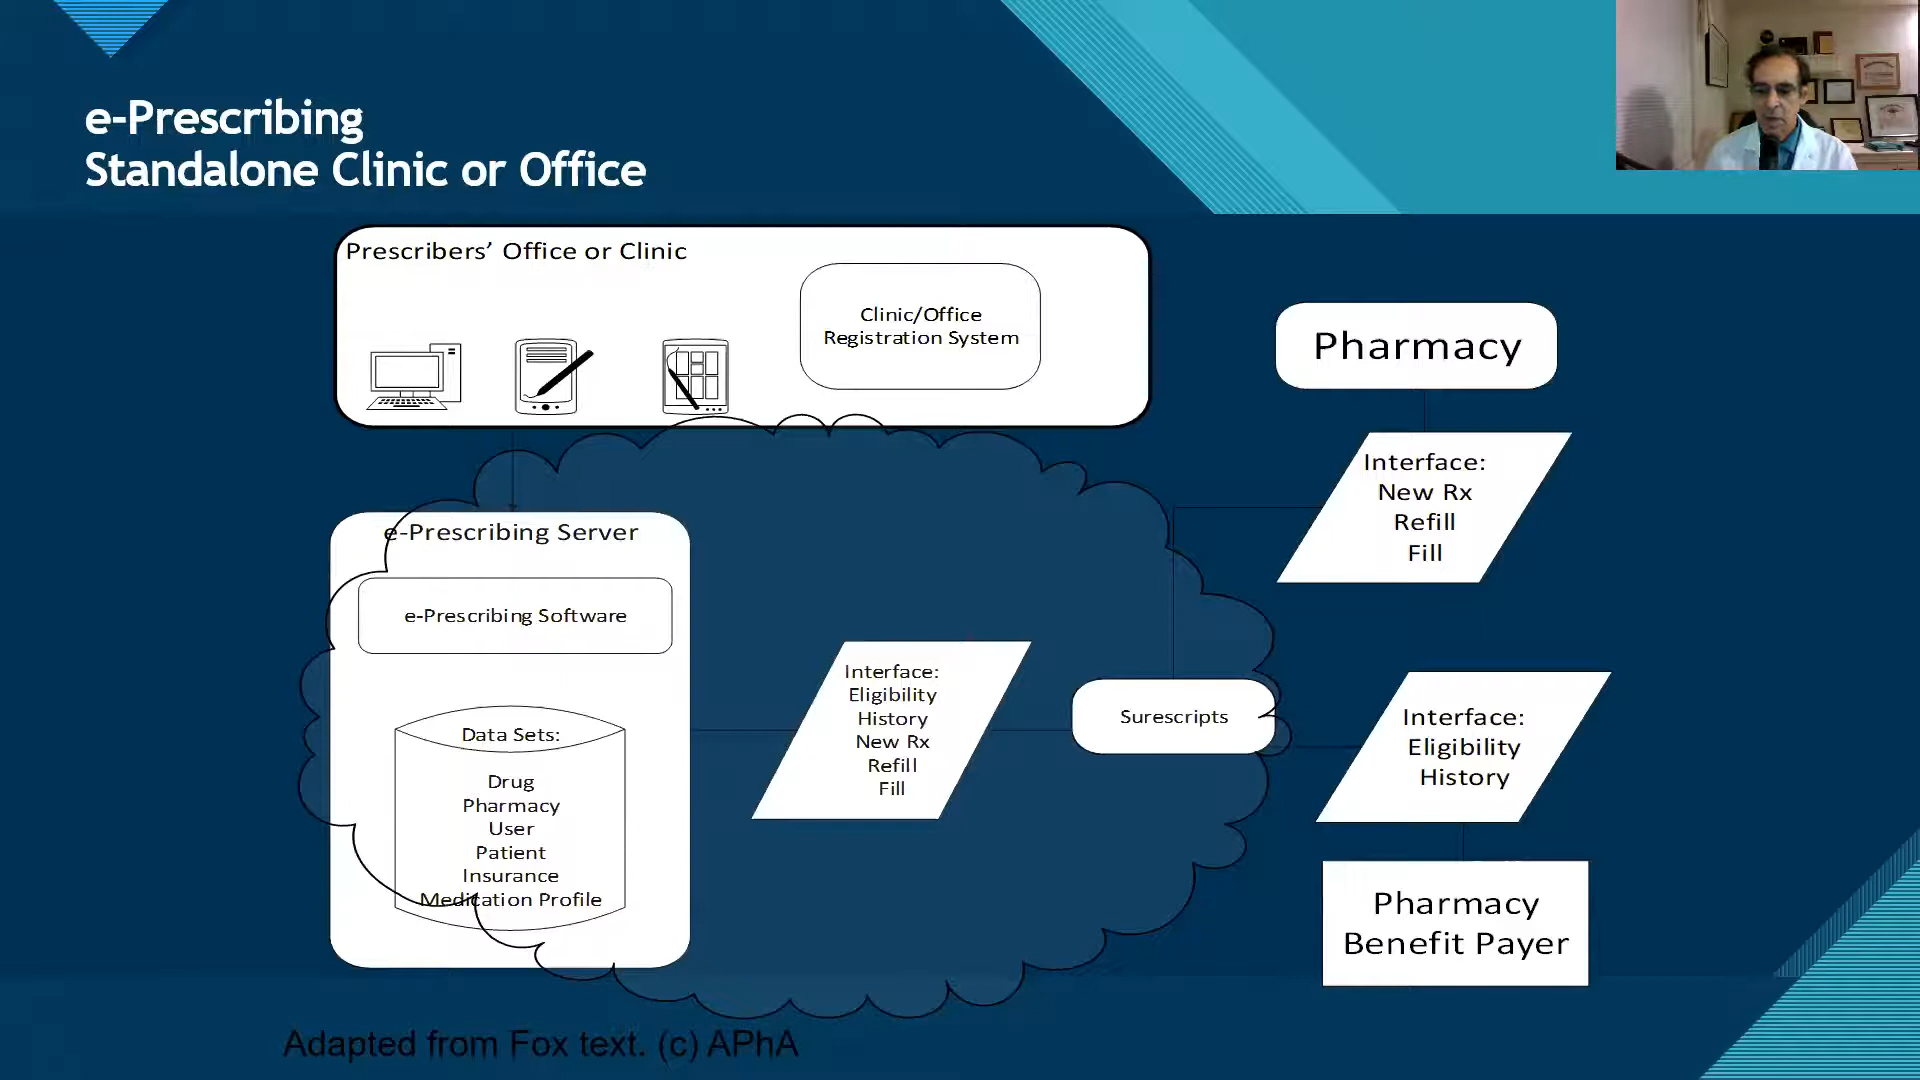 e-Prescribing
Standalone Clinic or Office
Prescribers’ Office or Clinic
Clinic/Office
Registration System
Pharmacy
Interface:
New Rx
Refill
Fill
e-Prescribing Server
e-Prescribing Software
Data Sets:
Drug
Pharmacy
User
Patient
Insurance
Medication Profile
Interface:
Eligibility
History
New Rx
Refill
Fill
Surescripts
Interface:
Eligibility
History
Pharmacy
Benefit Payer
Adapted from Fox text. (c) APhA